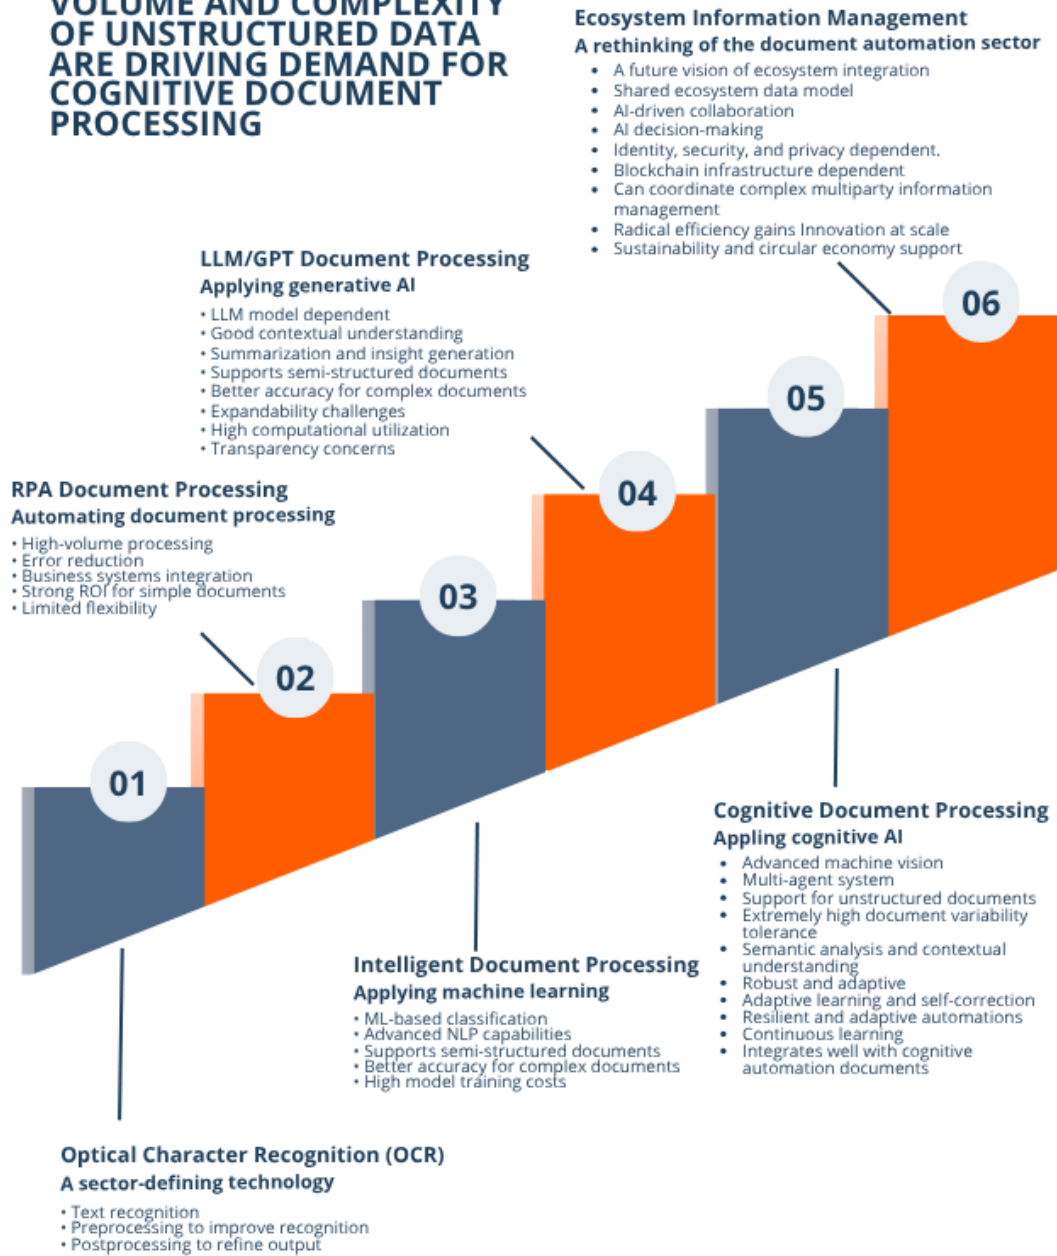 VOLUME AND COMPLEXITY
OF UNSTRUCTURED DATA
ARE DRIVING DEMAND FOR
COGNITIVE DOCUMENT
PROCESSING
Ecosystem Information Management
A rethinking of the document automation sector
• A future vision of ecosystem integration
• Shared ecosystem data model
• AI-driven collaboration
• AI decision-making
• Identity, security, and privacy dependent.
• Blockchain infrastructure dependent
• Can coordinate complex multiparty information
management
• Radical efficiency gains Innovation at scale
• Sustainability and circular economy support
06
LLM/GPT Document Processing
Applying generative AI
• LLM model dependent
• Good contextual understanding
• Summarization and insight generation
• Supports semi-structured documents
• Better accuracy for complex documents
• Expandability challenges
• High computational utilization
• Transparency concerns
05
04
RPA Document Processing
Automating document processing
• High-volume processing
• Error reduction
• Business systems integration
• Strong ROI for simple documents
• Limited flexibility
03
02
01
Cognitive Document Processing
Appling cognitive AI
• Advanced machine vision
• Multi-agent system
• Support for unstructured documents
• Extremely high document variability
tolerance
• Semantic analysis and contextual
understanding
• Robust and adaptive
• Adaptive learning and self-correction
• Resilient and adaptive automations
• Continuous learning
• Integrates well with cognitive
automation documents
Intelligent Document Processing
Applying machine learning
• ML-based classification
• Advanced NLP capabilities
• Supports semi-structured documents
• Better accuracy for complex documents
• High model training costs
Optical Character Recognition (OCR)
A sector-defining technology
• Text recognition
• Preprocessing to improve recognition
• Postprocessing to refine output